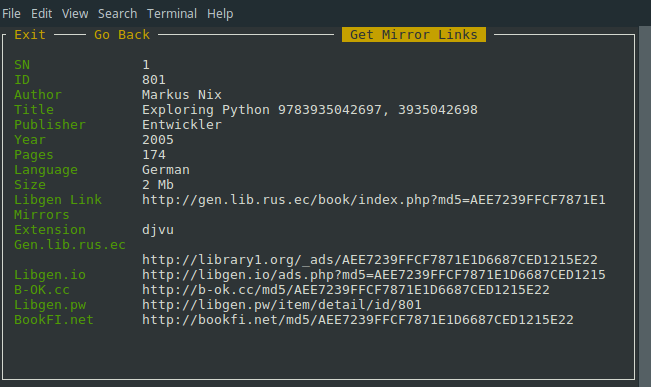 File Edit View Search Terminal Help
Exit Go Back Get Mirror Links
SN 1
ID 801
Author Markus Nix
Title Exploring Python 9783935042697, 3935042698
Publisher Entwickler
Year 2005
Pages 174
Language German
Size 2 Mb
Libgen Link http://gen.lib.rus.ec/book/index.php?md5=AEE7239FFCF7871E1
Mirrors
Extension djvu
Gen.lib.rus.ec
http://library1.org/_ads/AEE7239FFCF7871E1D6687CED1215E22
Libgen.io http://libgen.io/ads.php?md5=AEE7239FFCF7871E1D6687CED1215
B-OK.cc http://b-ok.cc/md5/AEE7239FFCF7871E1D6687CED1215E22
Libgen.pw http://libgen.pw/item/detail/id/801
BookFI.net http://bookfi.net/md5/AEE7239FFCF7871E1D6687CED1215E22